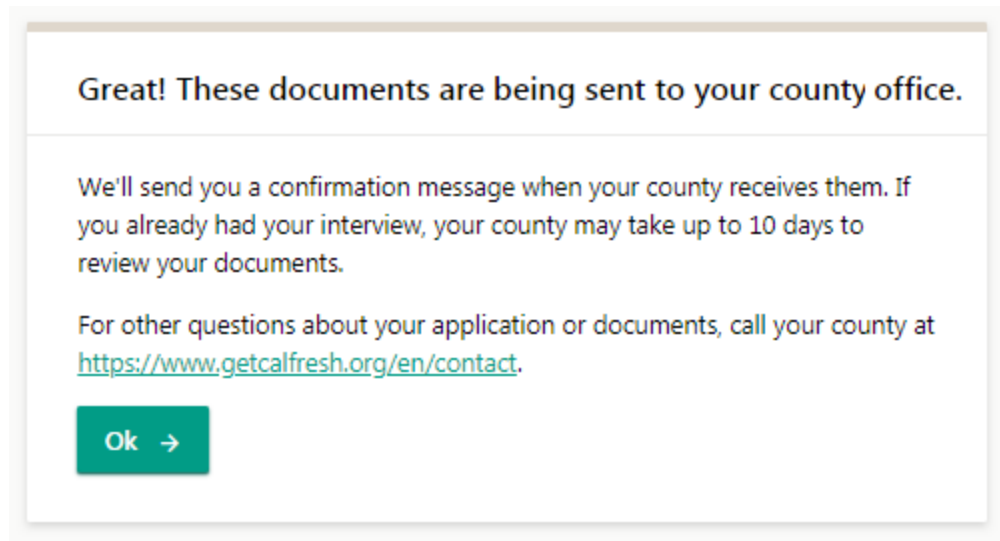 Great! These documents are being sent to your county office.
We'll send you a confirmation message when your county receives them. If
you already had your interview, your county may take up to 10 days to
review your documents.
For other questions about your application or documents, call your county at
https://www.getcalfresh.org/en/contact.
Ok →